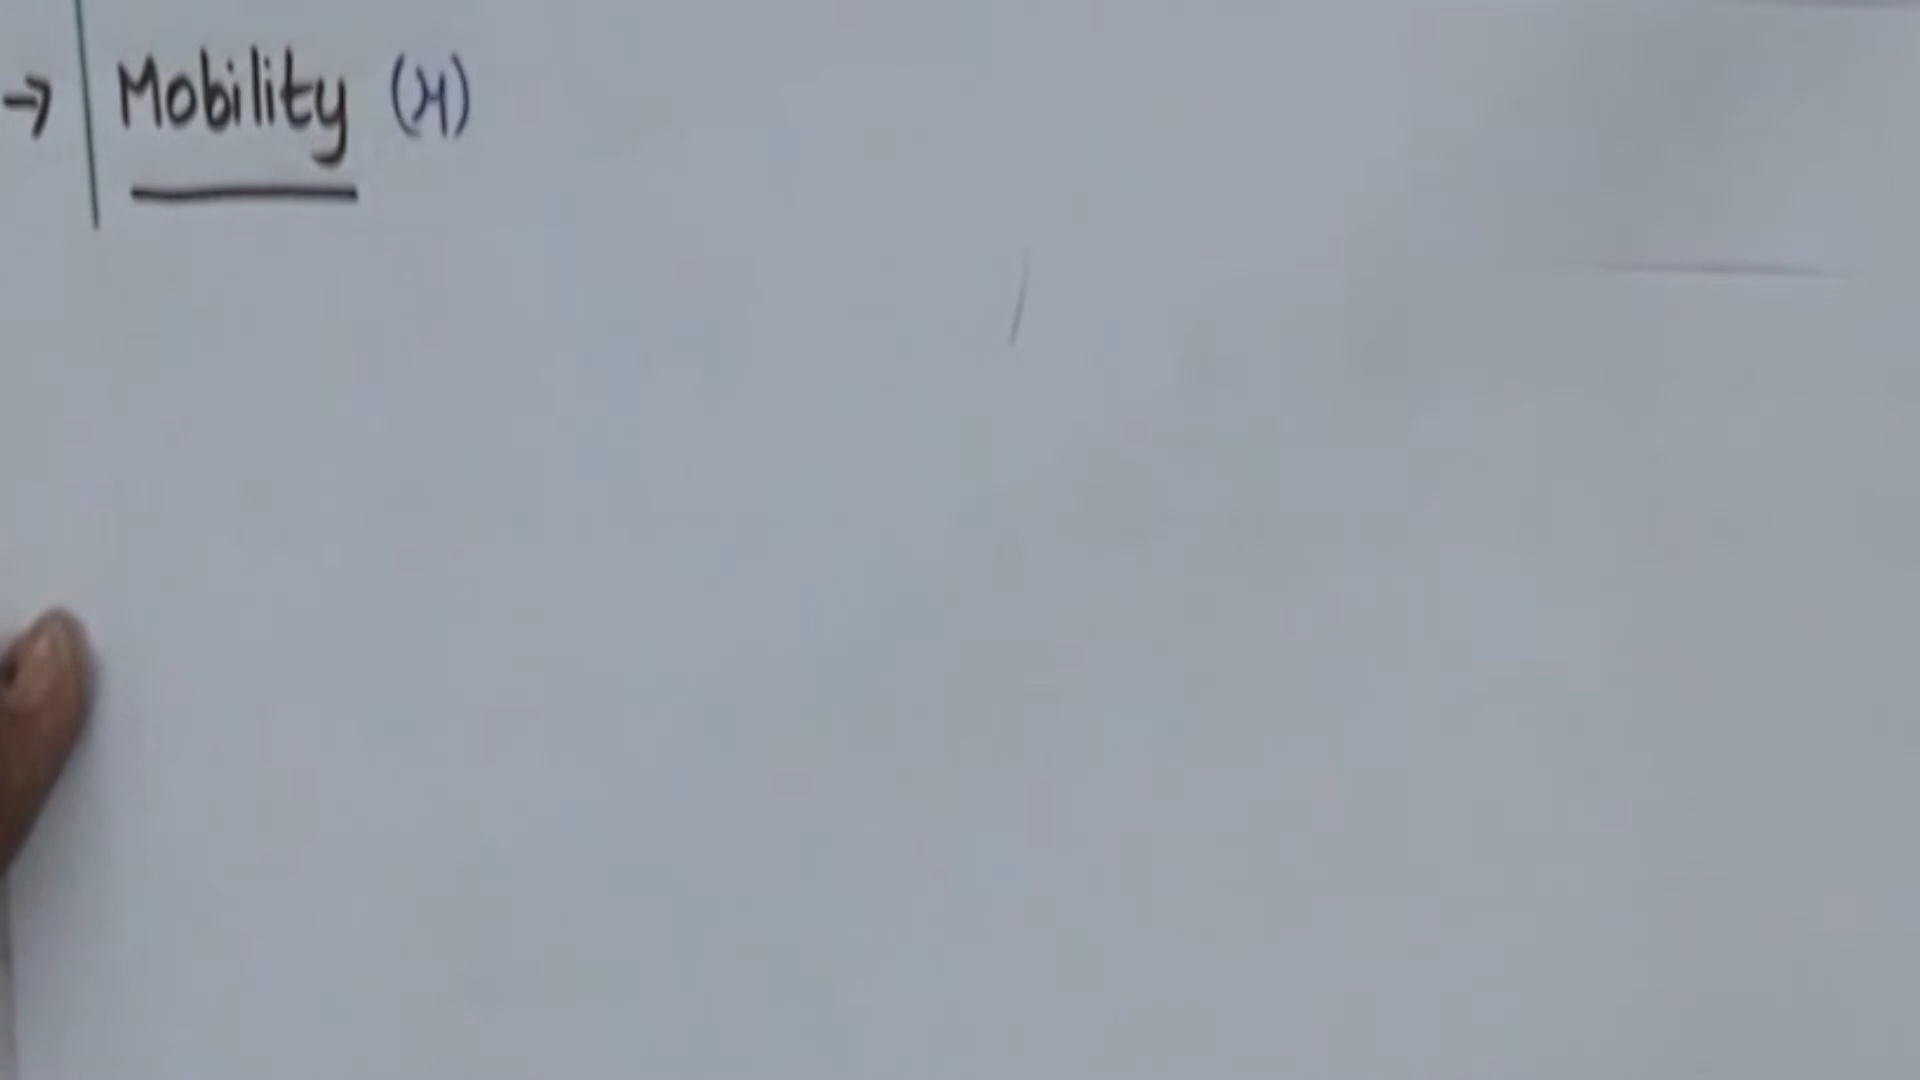 → Mobility (μ)